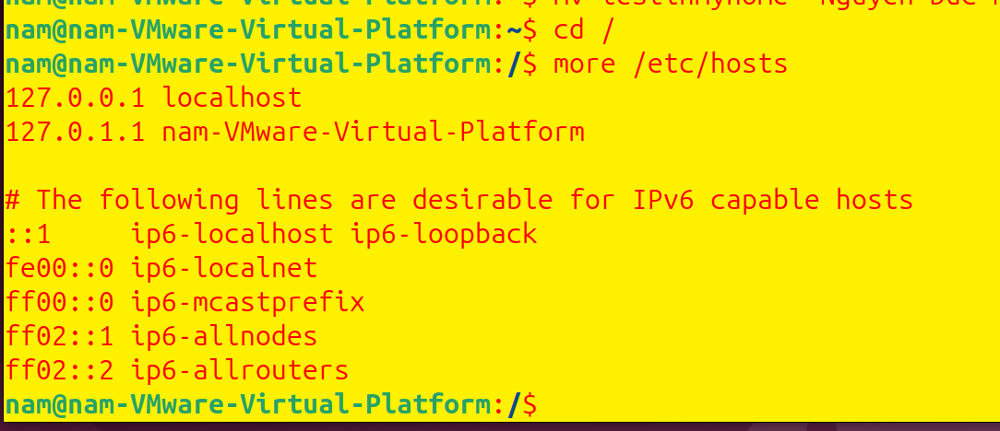 nam@nam-VMware-Virtual-Platform:~$ cd /
nam@nam-VMware-Virtual-Platform:/$ more /etc/hosts
127.0.0.1 localhost
127.0.1.1 nam-VMware-Virtual-Platform
# The following lines are desirable for IPv6 capable hosts
::1     ip6-localhost ip6-loopback
fe00::0 ip6-localnet
ff00::0 ip6-mcastprefix
ff02::1 ip6-allnodes
ff02::2 ip6-allrouters
nam@nam-VMware-Virtual-Platform:/$